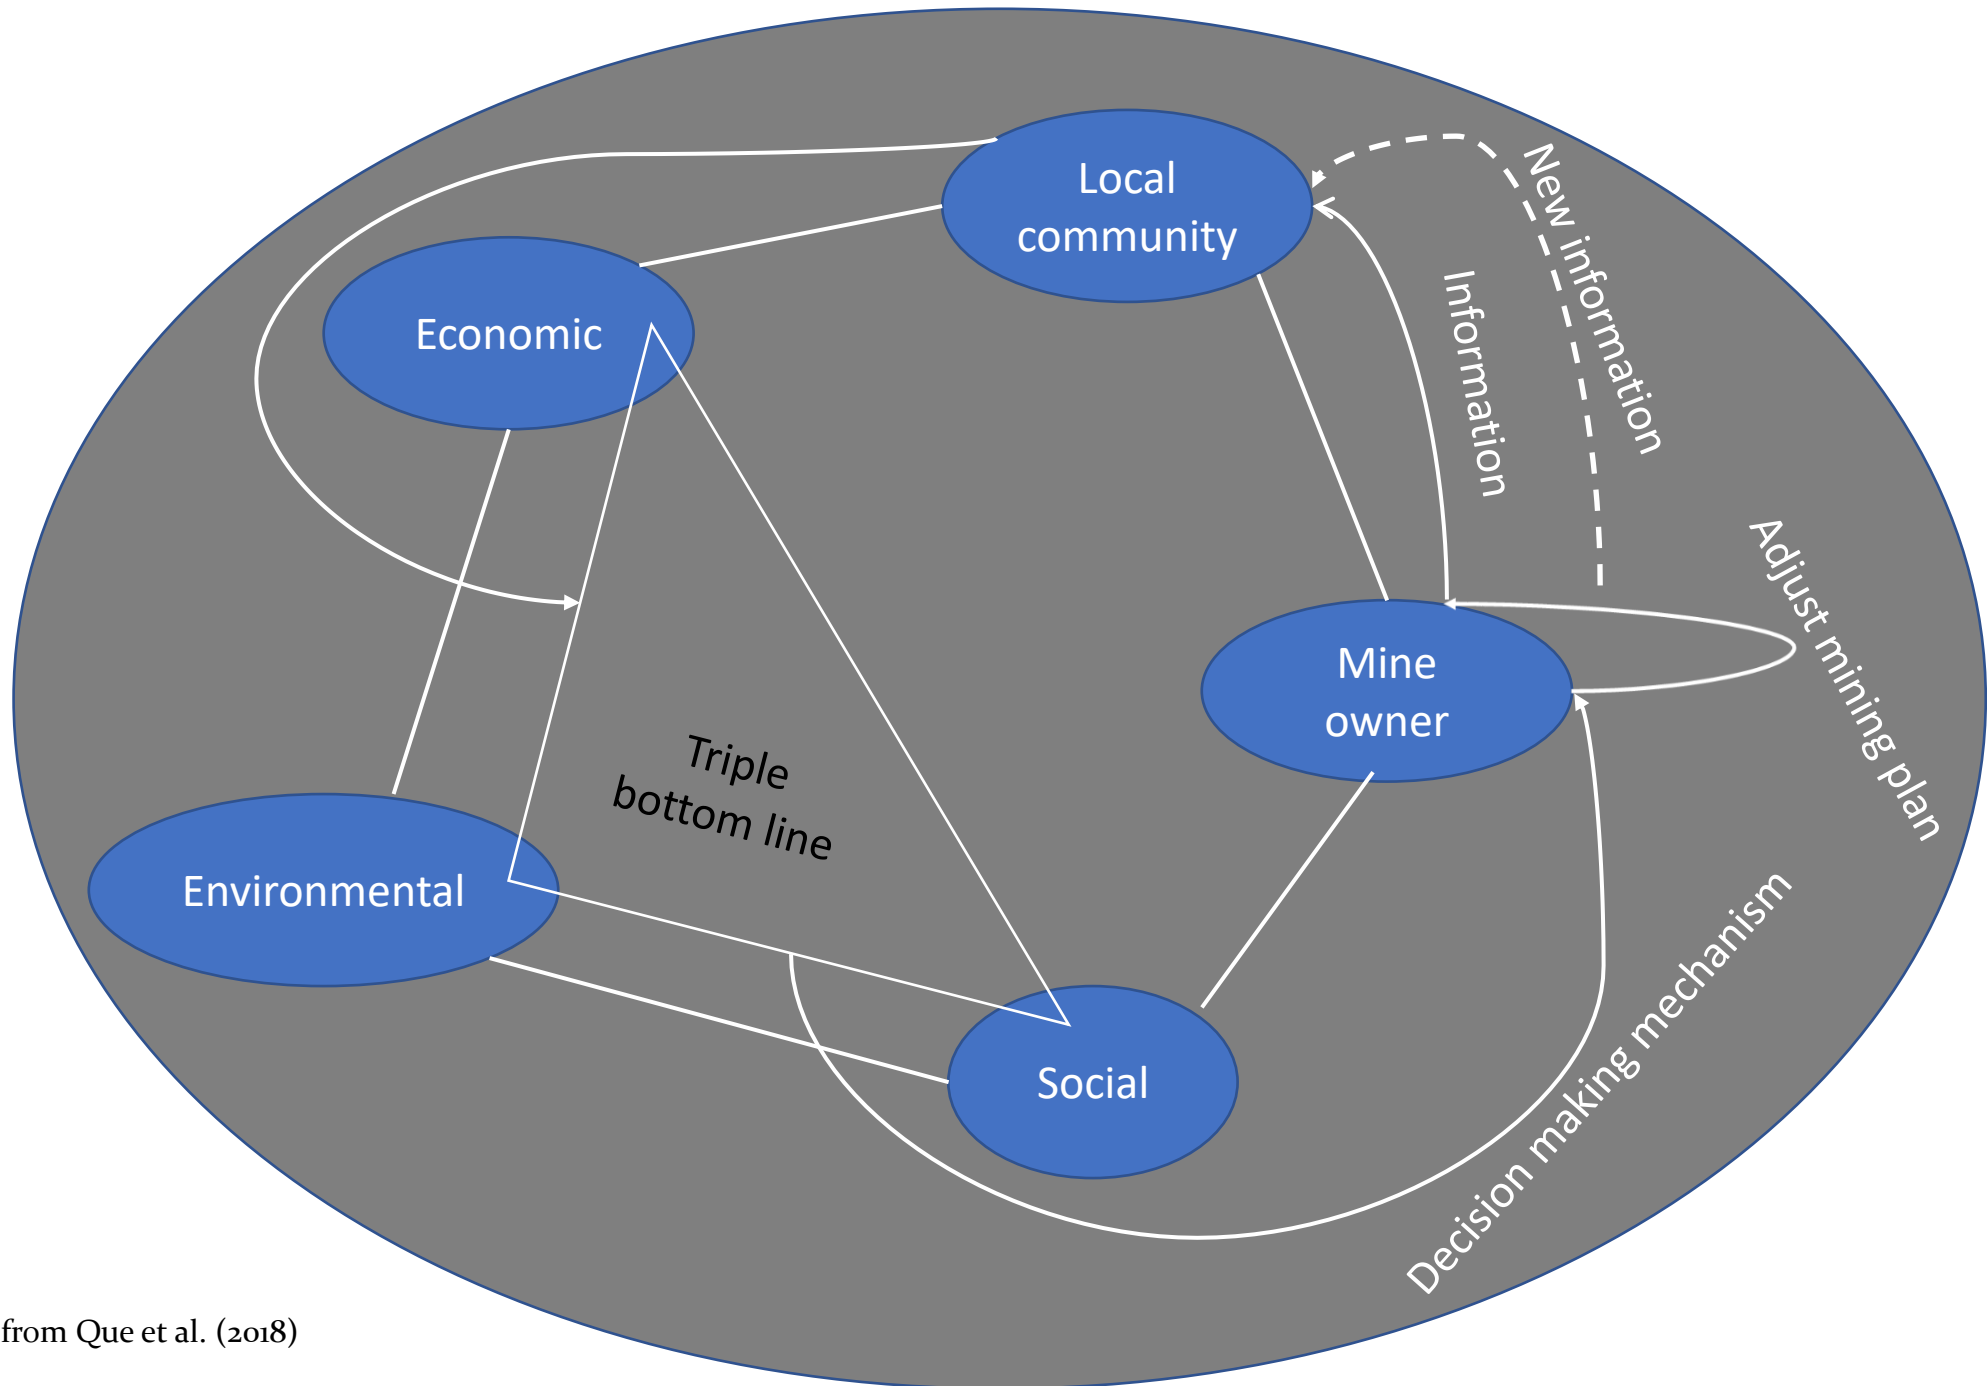 Local
community
New information
Information
Economic
Adjust mining plan
Mine
owner
Triple
bottom line
Environmental
Decision making mechanism
Social
from Que et al. (2018)